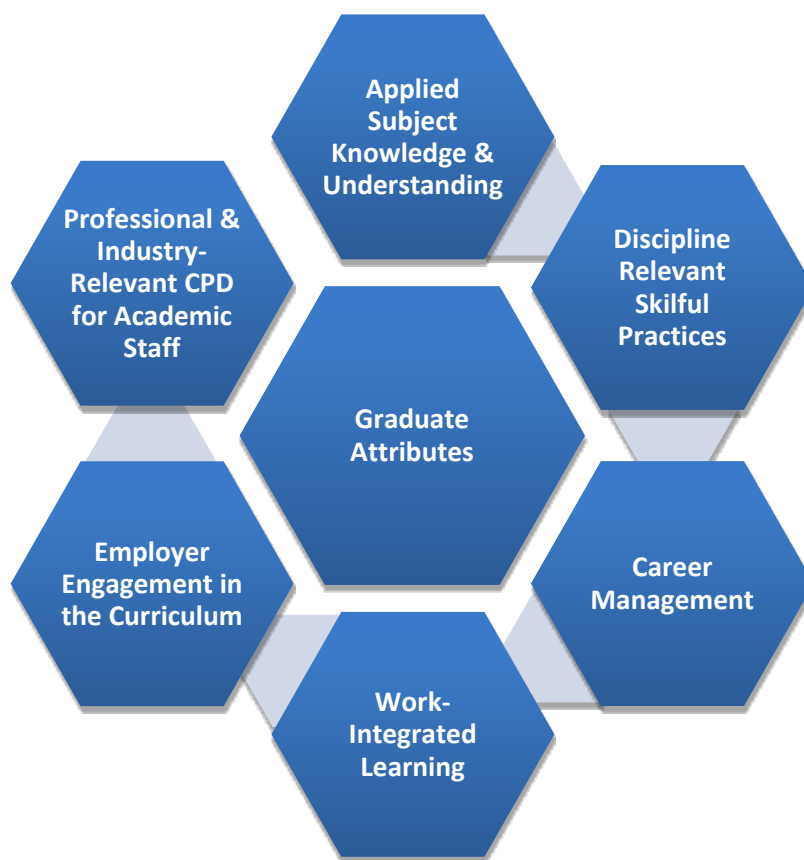 Applied
Subject
Knowledge &
Understanding
Professional &
Industry-
Relevant CPD
for Academic
Staff
Discipline
Relevant
Skilful
Practices
Graduate
Attributes
Employer
Engagement in
the Curriculum
Career
Management
Work-
Integrated
Learning